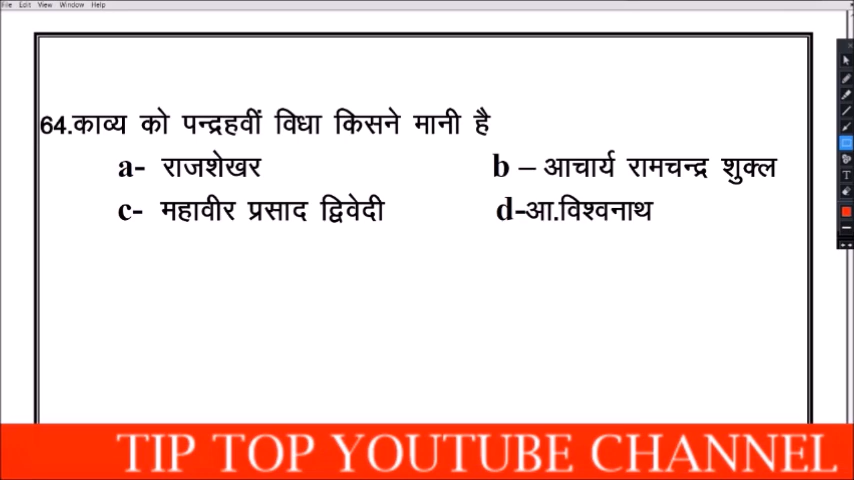 File Edit View Window Help
64.काव्य को पन्द्रहवीं विधा किसने मानी है
a- राजशेखर b – आचार्य रामचन्द्र शुक्ल
c- महावीर प्रसाद द्विवेदी d-आ.विश्वनाथ
TIP TOP YOUTUBE CHANNEL